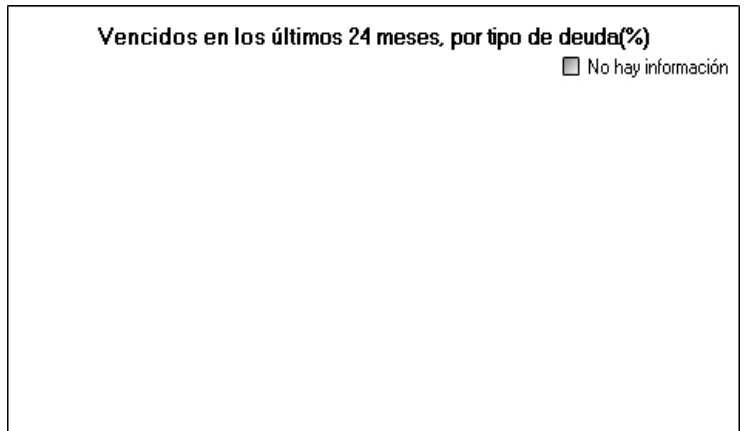 Vencidos en los últimos 24 meses, por tipo de deuda(%)
No hay información